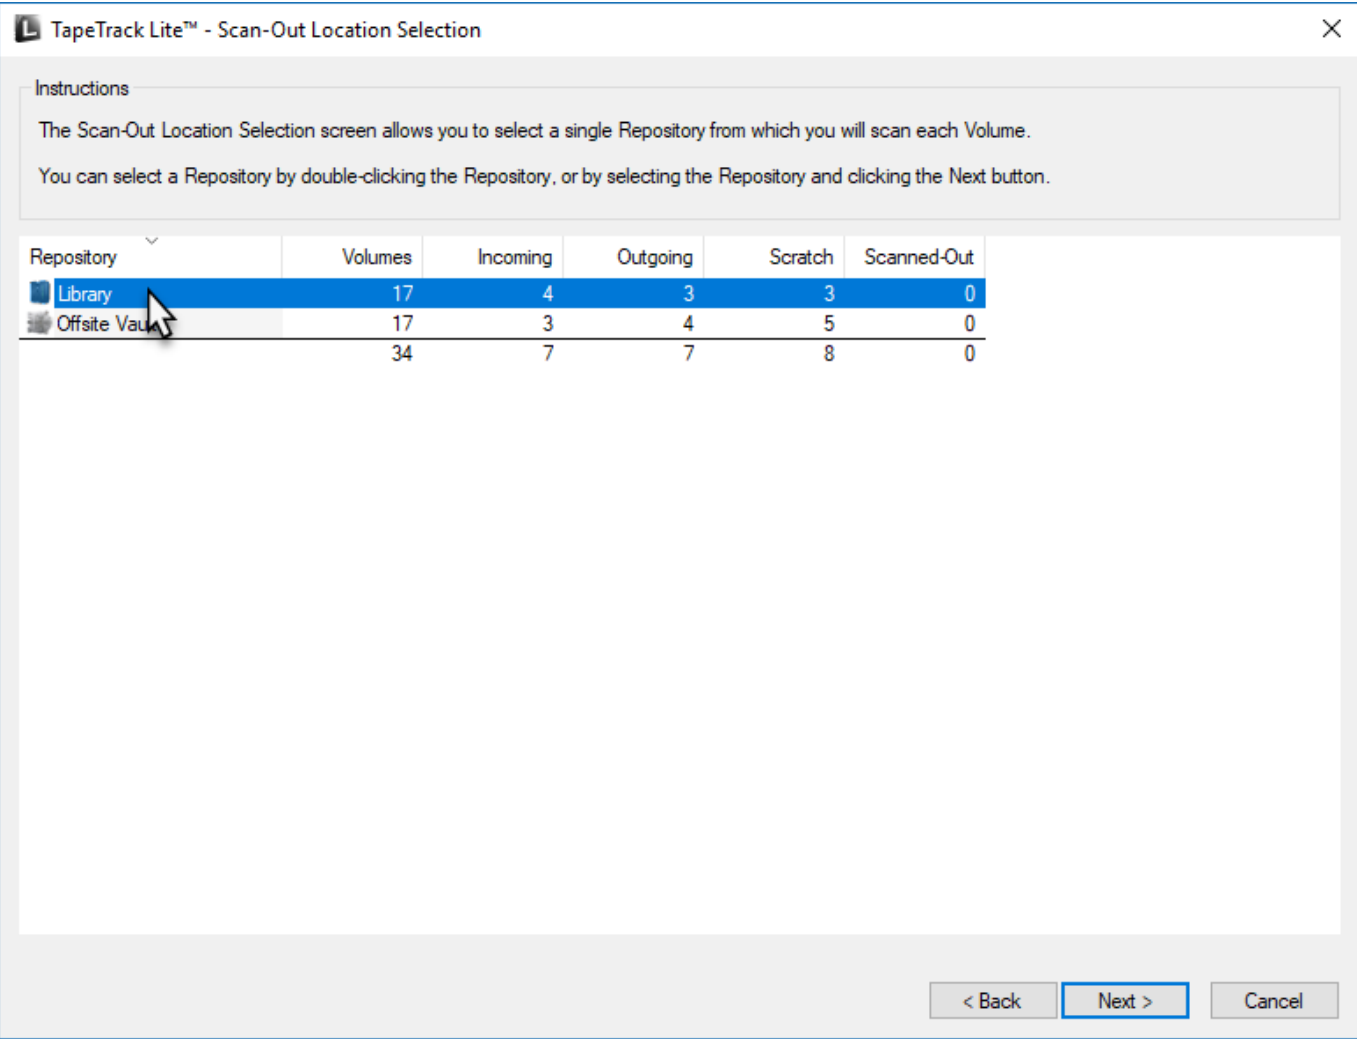 TapeTrack Lite™ - Scan-Out Location Selection
Instructions
The Scan-Out Location Selection screen allows you to select a single Repository from which you will scan each Volume.
You can select a Repository by double-clicking the Repository, or by selecting the Repository and clicking the Next button.
Repository Volumes Incoming Outgoing Scratch Scanned-Out
Library 17 4 3 3 0
Offsite 17 3 4 5 0
34 7 7 8 0
< Back Next > Cancel